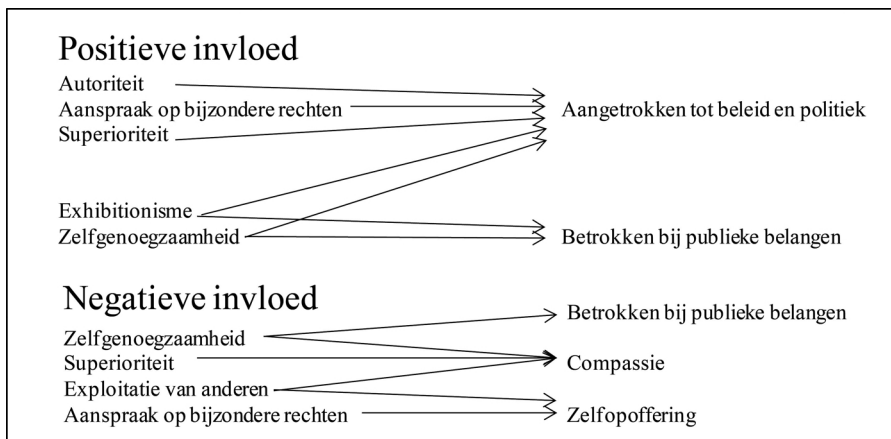 Positieve invloed
Autoriteit
Aanspraak op bijzondere rechten
Aangetrokken tot beleid en politiek
Superioriteit
Exhibitionisme
Zelfgenoegzaamheid
Betrokken bij publieke belangen
Negatieve invloed
Betrokken bij publieke belangen
Zelfgenoegzaamheid
Superioriteit
Compassie
Exploitatie van anderen
Aanspraak op bijzondere rechten
Zelfopoffering